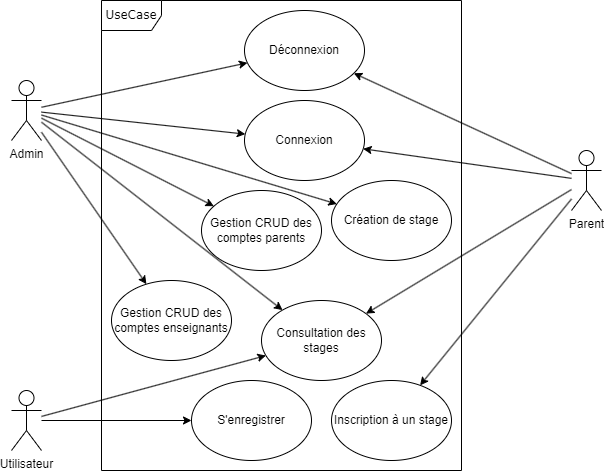 UseCase
Déconnexion
Connexion
Admin
Gestion CRUD des
comptes parents
Création de stage
Parent
Gestion CRUD des
comptes enseignants
Consultation des
stages
S'enregistrer
Inscription à un stage
Utilisateur